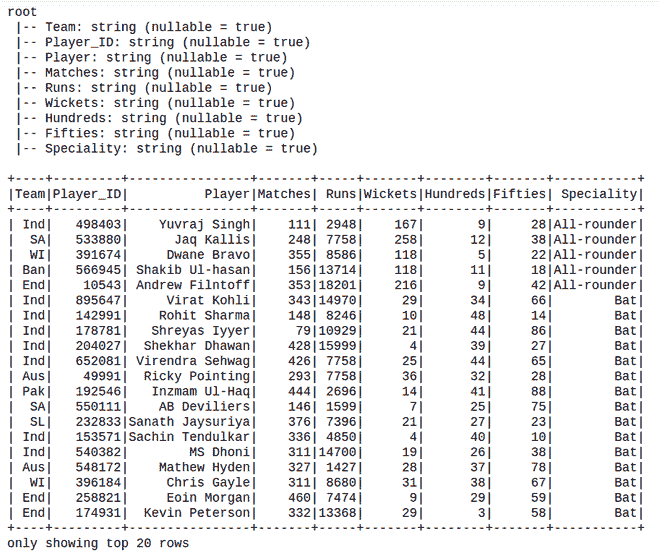 root
 |-- Team: string (nullable = true)
 |-- Player_ID: string (nullable = true)
 |-- Player: string (nullable = true)
 |-- Matches: string (nullable = true)
 |-- Runs: string (nullable = true)
 |-- Wickets: string (nullable = true)
 |-- Hundreds: string (nullable = true)
 |-- Fifties: string (nullable = true)
 |-- Speciality: string (nullable = true)

+----+---------+----------------+-------+-----+-------+--------+-------+-----------+
|Team|Player_ID|          Player|Matches| Runs|Wickets|Hundreds|Fifties| Speciality|
+----+---------+----------------+-------+-----+-------+--------+-------+-----------+
| Ind|   498403|    Yuvraj Singh|    111| 2948|    167|       9|     28|All-rounder|
|  SA|   533880|      Jaq Kallis|    248| 7758|    258|      12|     38|All-rounder|
|  WI|   391674|     Dwane Bravo|    355| 8586|    118|       5|     22|All-rounder|
| Ban|   566945| Shakib Ul-hasan|    156|13714|    118|      11|     18|All-rounder|
| End|    10543| Andrew Filntoff|    353|18201|    216|       9|     42|All-rounder|
| Ind|   895647|     Virat Kohli|    343|14970|     29|      34|     66|        Bat|
| Ind|   142991|    Rohit Sharma|    148| 8246|     10|      48|     14|        Bat|
| Ind|   178781|   Shreyas Iyyer|     79|10929|     21|      44|     86|        Bat|
| Ind|   204027|  Shekhar Dhawan|    428|15999|      4|      39|     27|        Bat|
| Ind|   652081| Virendra Sehwag|    426| 7758|     25|      44|     65|        Bat|
| Aus|    49991|  Ricky Pointing|    293| 7758|     36|      32|     28|        Bat|
| Pak|   192546|   Inzmam Ul-Haq|    444| 2696|     14|      41|     88|        Bat|
|  SA|   550111|    AB Deviliers|    146| 1599|      7|      25|     75|        Bat|
|  SL|   232833|Sanath Jaysuriya|    376| 7396|     21|      27|     23|        Bat|
| Ind|   153571|Sachin Tendulkar|    336| 4850|      4|      40|     10|        Bat|
| Ind|   540382|        MS Dhoni|    311|14700|     19|      26|     38|        Bat|
| Aus|   548172|    Mathew Hyden|    327| 1427|     28|      37|     78|        Bat|
|  WI|   396184|     Chris Gayle|    311| 8680|     31|      38|     67|        Bat|
| End|   258821|     Eoin Morgan|    460| 7474|      9|      29|     59|        Bat|
| End|   174931|  Kevin Peterson|    332|13368|     29|       3|     58|        Bat|
+----+---------+----------------+-------+-----+-------+--------+-------+-----------+
only showing top 20 rows